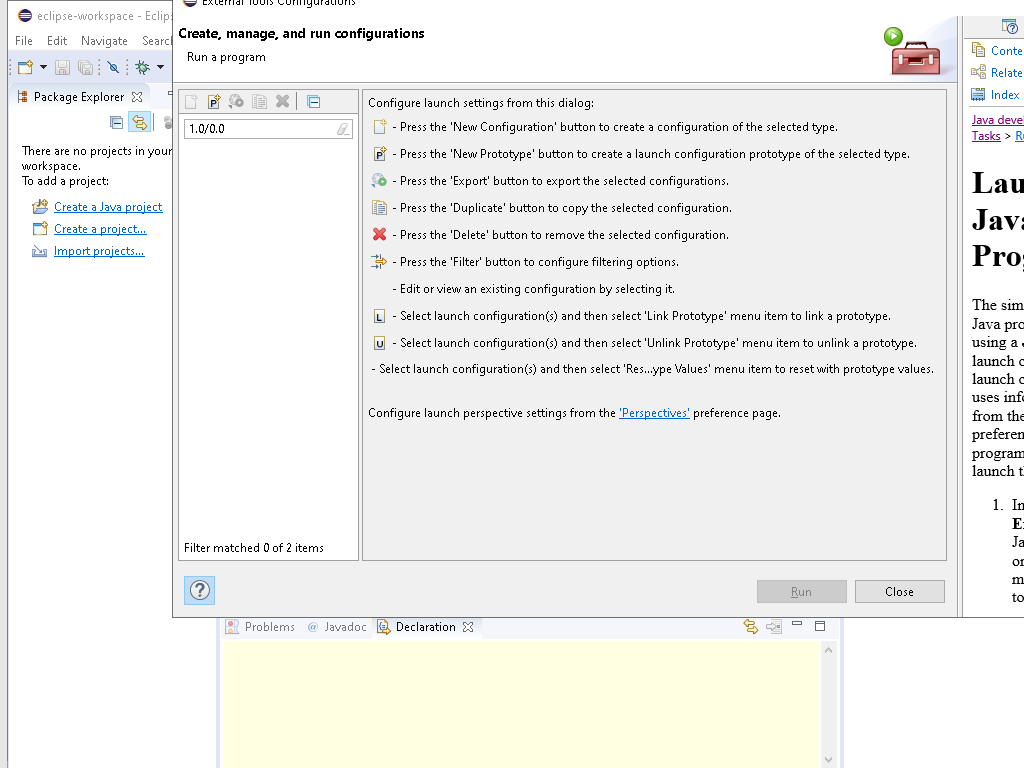 External Tools Configurations
eclipse-workspace - Eclips
File Edit Navigate Search
Create, manage, and run configurations
Run a program
Package Explorer
There are no projects in your
workspace.
To add a project:
Create a Java project
Create a project...
Import projects...
1.0/0.0
Filter matched 0 of 2 items
Configure launch settings from this dialog:
- Press the 'New Configuration' button to create a configuration of the selected type.
- Press the 'New Prototype' button to create a launch configuration prototype of the selected type.
- Press the 'Export' button to export the selected configurations.
- Press the 'Duplicate' button to copy the selected configuration.
- Press the 'Delete' button to remove the selected configuration.
- Press the 'Filter' button to configure filtering options.
- Edit or view an existing configuration by selecting it.
L - Select launch configuration(s) and then select 'Link Prototype' menu item to link a prototype.
U - Select launch configuration(s) and then select 'Unlink Prototype' menu item to unlink a prototype.
- Select launch configuration(s) and then select 'Res...ype Values' menu item to reset with prototype values.
Configure launch perspective settings from the 'Perspectives' preference page.
Run
Close
Problems @ Javadoc Declaration
Conte
Relate
Index
Java deve
Tasks > Ru
Lau
Java
Prog
The sim
Java pro
using a J
launch c
launch c
uses info
from the
preferen
program
launch t
1. In
E
Ja
or
m
to